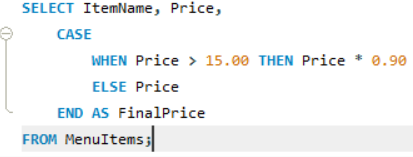 SELECT ItemName, Price,
    CASE
        WHEN Price > 15.00 THEN Price * 0.90
        ELSE Price
    END AS FinalPrice
FROM MenuItems;